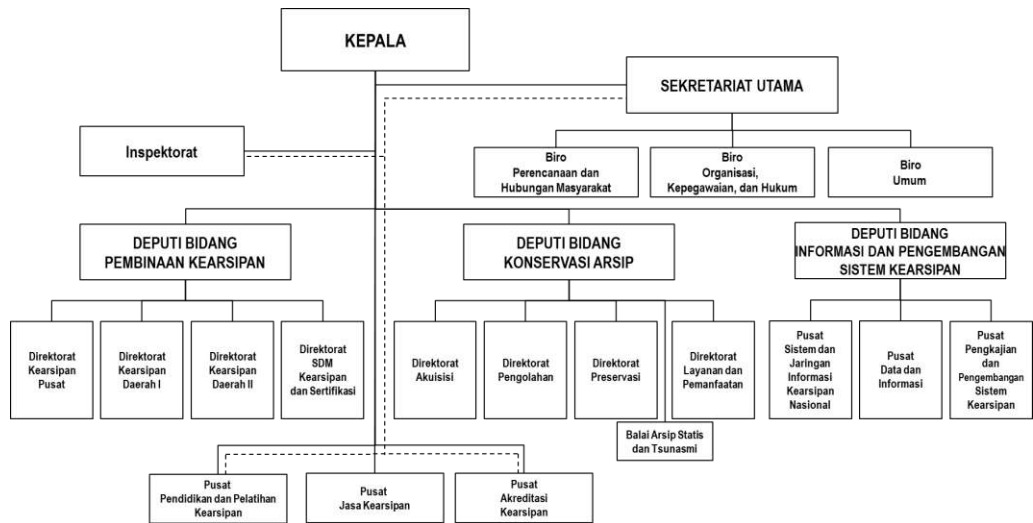 KEPALA
SEKRETARIAT UTAMA
Inspektorat
Biro
Perencanaan dan
Hubungan Masyarakat
Biro
Organisasi,
Kepegawaian, dan Hukum
Biro
Umum
DEPUTI BIDANG
PEMBINAAN KEARSIPAN
DEPUTI BIDANG
KONSERVASI ARSIP
DEPUTI BIDANG
INFORMASI DAN PENGEMBANGAN
SISTEM KEARSIPAN
Direktorat
Kearsipan
Pusat
Direktorat
Kearsipan
Daerah I
Direktorat
Kearsipan
Daerah II
Direktorat
SDM
Kearsipan
dan Sertifikasi
Direktorat
Akuisisi
Direktorat
Pengolahan
Direktorat
Preservasi
Direktorat
Layanan dan
Pemanfaatan
Pusat
Sistem dan
Jaringan
Informasi
Kearsipan
Nasional
Pusat
Data dan
Informasi
Pusat
Pengkajian
dan
Pengembangan
Sistem
Kearsipan
Balai Arsip Statis
dan Tsunasmi
Pusat
Pendidikan dan Pelatihan
Kearsipan
Pusat
Jasa Kearsipan
Pusat
Akreditasi
Kearsipan